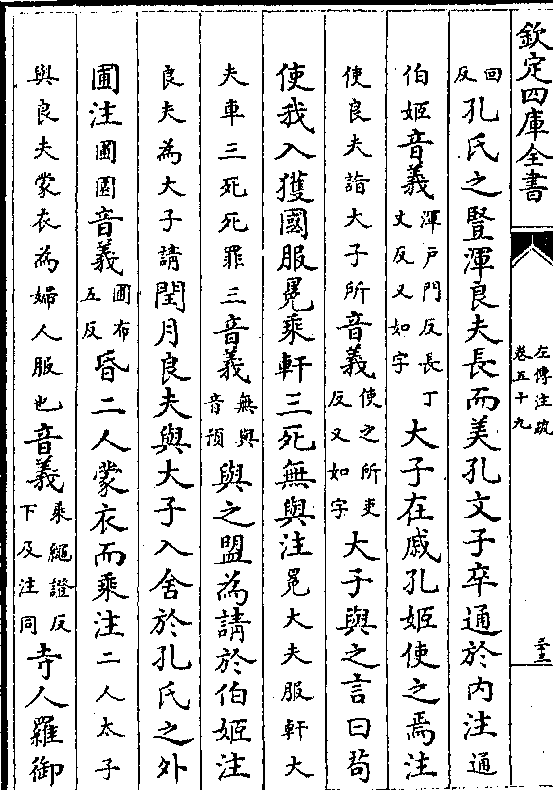 欽定四庫全書
左傳注疏
卷五十九
三十三
回反孔氏之豎渾良夫長而美孔文子卒通於内注通
伯姬音義渾戶門反長丁丈反又如字大子在戚孔姬使之焉注
使良夫詣大子所音義使之所吏反又如字大子與之言曰茍
使我入獲國服冕乘軒三死無與注冕大夫服軒大
夫車三死死罪三音義無與音預與之盟為請於伯姬注
良夫為大子請閏月良夫與大子入舍於孔氏之外
圃注圃園音義圃布五反昏二人蒙衣而乘注二人太子
與良夫蒙衣為婦人服也音義乘繩證反下及注同寺人羅御